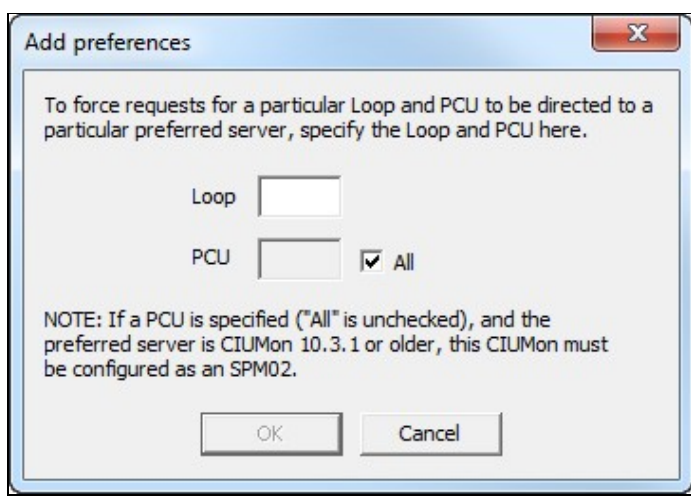 Add preferences
To force requests for a particular Loop and PCU to be directed to a
particular preferred server, specify the Loop and PCU here.
Loop
PCU
All
NOTE: If a PCU is specified ("All" is unchecked), and the
preferred server is CIUMon 10.3.1 or older, this CIUMon must
be configured as an SPM02.
OK
Cancel